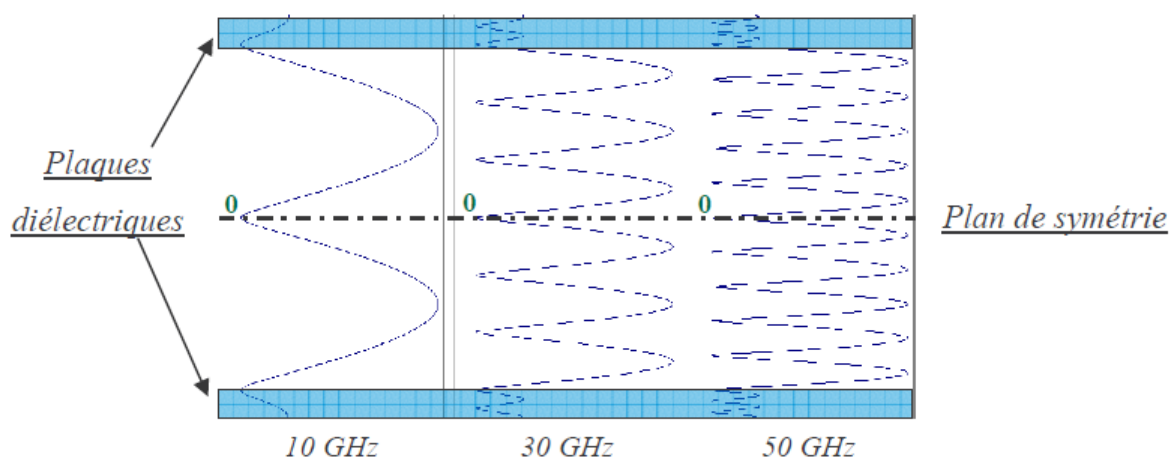 Plaques
diélectriques
0
0
0
Plan de symétrie
10 GHz
30 GHz
50 GHz